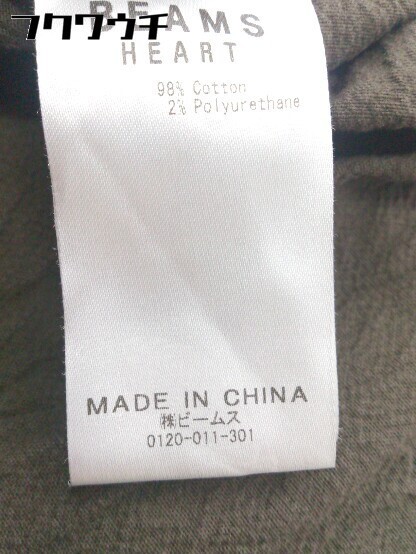 フクワウチ
BEAMS
HEART
98% Cotton
2% Polyurethane
MADE IN CHINA
㈱ビームス
0120-011-301